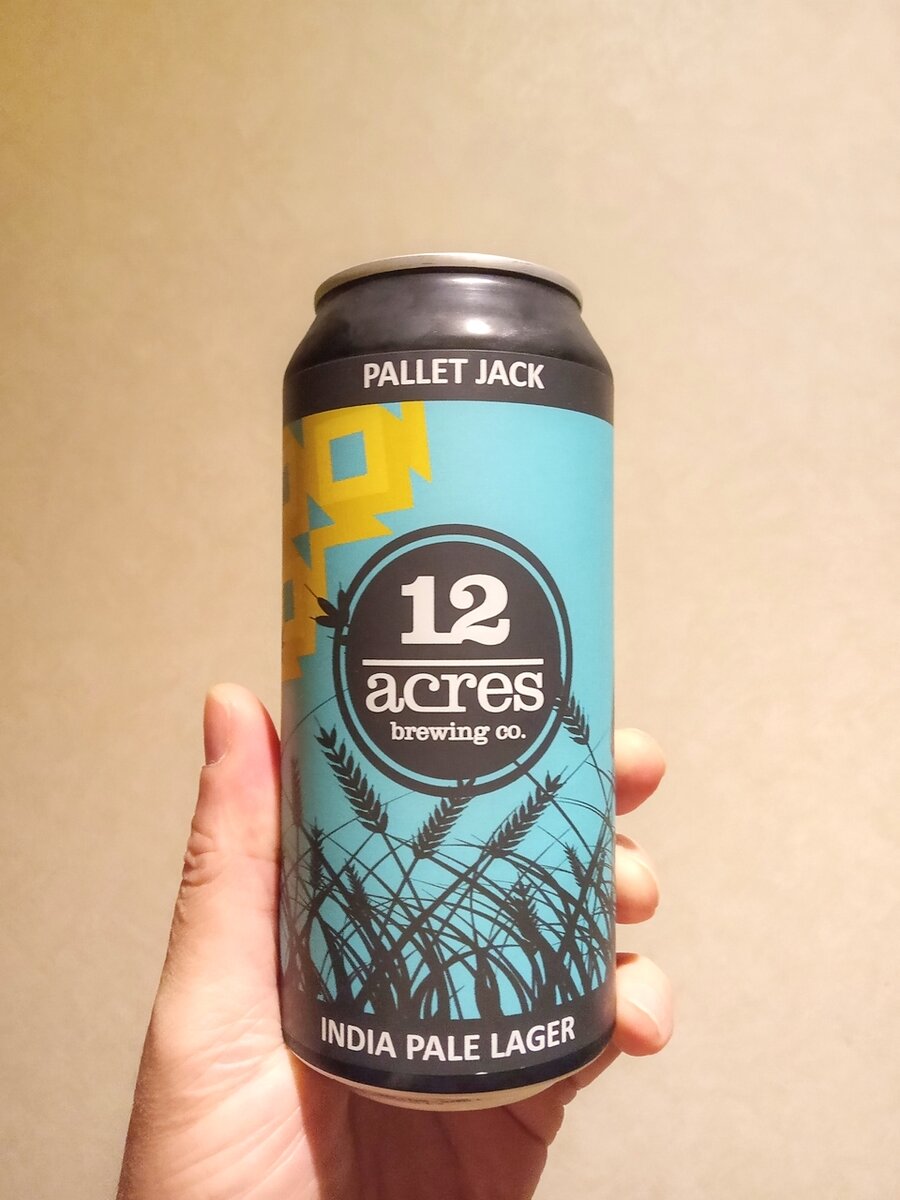 PALLET JACK
12
acres
brewing co.
INDIA PALE LAGER